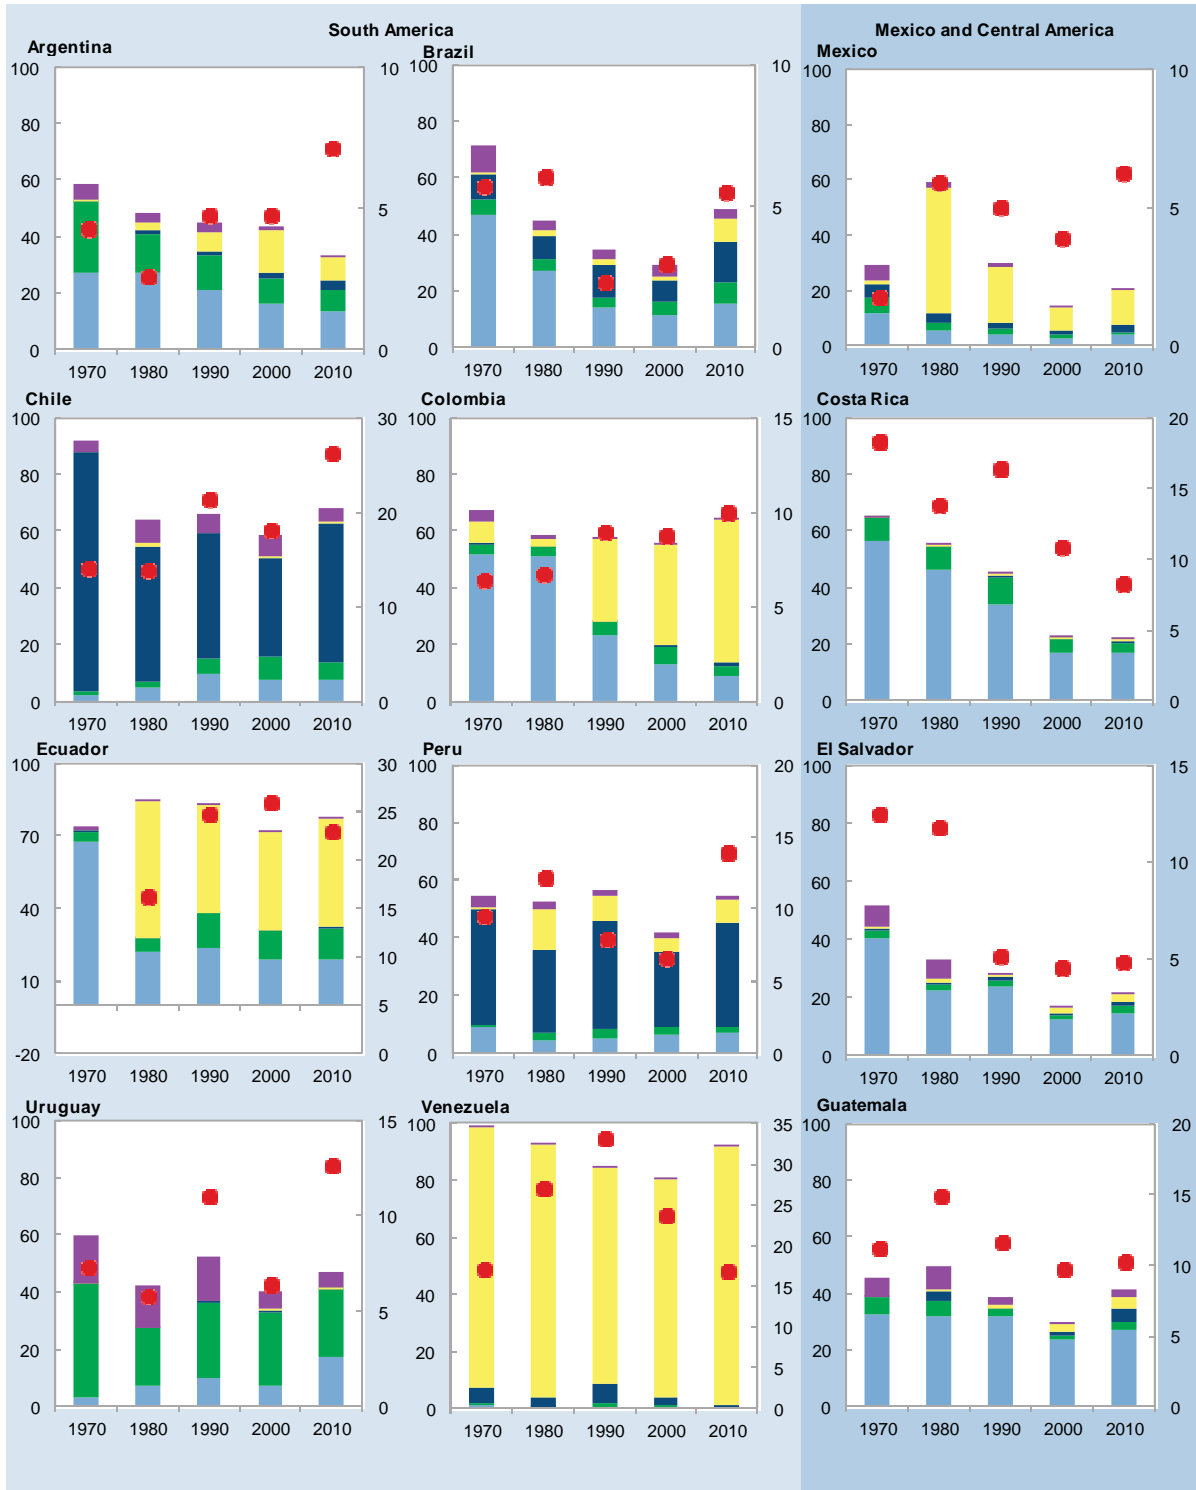 South America
Mexico and Central America
Argentina
Brazil
Mexico
100 10 100 10 100 10
80 80 80
60 5 60 5 60 5
40 40 40
20 20 20
0 0 0 0 0 0
1970 1980 1990 2000 2010 1970 1980 1990 2000 2010 1970 1980 1990 2000 2010
Chile
Colombia
Costa Rica
100 30 100 15 100 20
80 80 80
20 10 15
60 60 60
10
40 10 40 5 40
20 20 20 5
0 0 0 0 0 0
1970 1980 1990 2000 2010 1970 1980 1990 2000 2010 1970 1980 1990 2000 2010
Ecuador
Peru
El Salvador
100 30 100 20 100 15
25 80 80
70 20 15
60 60 10
40 15 10
40 40
10 10 5 5
5 20 20
-20 0 0 0 0 0
1970 1980 1990 2000 2010 1970 1980 1990 2000 2010 1970 1980 1990 2000 2010
Uruguay
Venezuela
Guatemala
100 15 100 35 100 20
80 30 80
80 25 15
60 10 60 20 60 10
40 5 40 15 40
10 5
20 20 5 20
0 0 0 0 0 0
1970 1980 1990 2000 2010 1970 1980 1990 2000 2010 1970 1980 1990 2000 2010